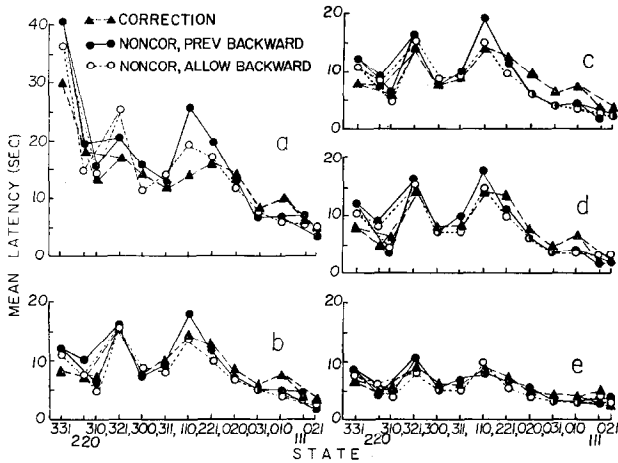 CORRECTION
NONCOR, PREV BACKWARD
NONCOR, ALLOW BACKWARD
MEAN LATENCY (SEC)
40
30
20
10
0
a
20
10
0
b
20
10
0
c
20
10
0
d
20
10
0
e
331, 310,321,300,311, 110,221,020,031,010, 021
220 111
331, 310,321,300,311, 110,221,020,031,010, 021
220 111
STATE